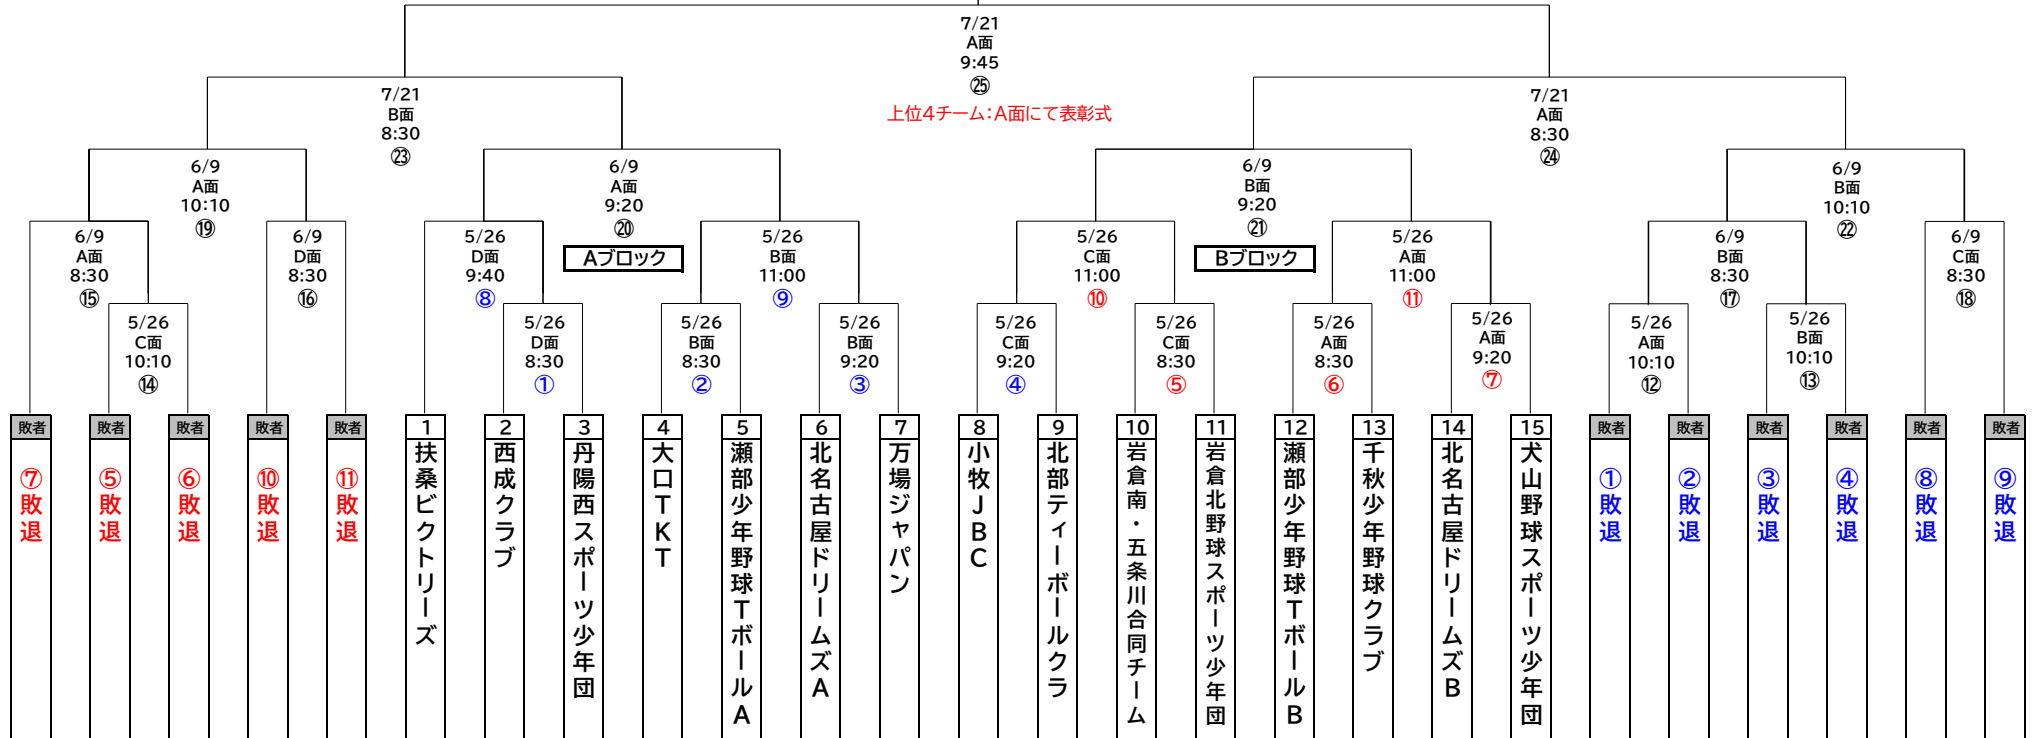 7/21
A面
9:45
㉕
上位4チーム:A面にて表彰式
7/21
B面
8:30
㉓
7/21
A面
8:30
㉔
6/9
A面
10:10
⑲
6/9
A面
9:20
⑳
Aブロック
6/9
B面
9:20
㉑
Bブロック
6/9
B面
10:10
㉒
6/9
A面
8:30
⑮
6/9
D面
8:30
⑯
5/26
D面
9:40
⑧
5/26
B面
11:00
⑨
5/26
C面
11:00
⑩
5/26
A面
11:00
⑪
6/9
B面
8:30
⑰
6/9
C面
8:30
⑱
5/26
C面
10:10
⑭
5/26
D面
8:30
①
5/26
B面
8:30
②
5/26
B面
9:20
③
5/26
C面
9:20
④
5/26
C面
8:30
⑤
5/26
A面
8:30
⑥
5/26
A面
9:20
⑦
5/26
A面
10:10
⑫
5/26
B面
10:10
⑬
敗者
⑦敗退
敗者
⑤敗退
敗者
⑥敗退
敗者
⑩敗退
敗者
⑪敗退
1
扶桑ビクトリーズ
2
西成クラブ
3
丹陽西スポーツ少年団
4
大口TKT
5
瀬部少年野球TボールA
6
北名古屋ドリームズA
7
万場ジャパン
8
小牧JBC
9
北部ティーボールクラ
10
岩倉南・五条川合同チーム
11
岩倉北野球スポーツ少年団
12
瀬部少年野球TボールB
13
千秋少年野球クラブ
14
北名古屋ドリームズB
15
犬山野球スポーツ少年団
敗者
①敗退
敗者
②敗退
敗者
③敗退
敗者
④敗退
敗者
⑧敗退
敗者
⑨敗退